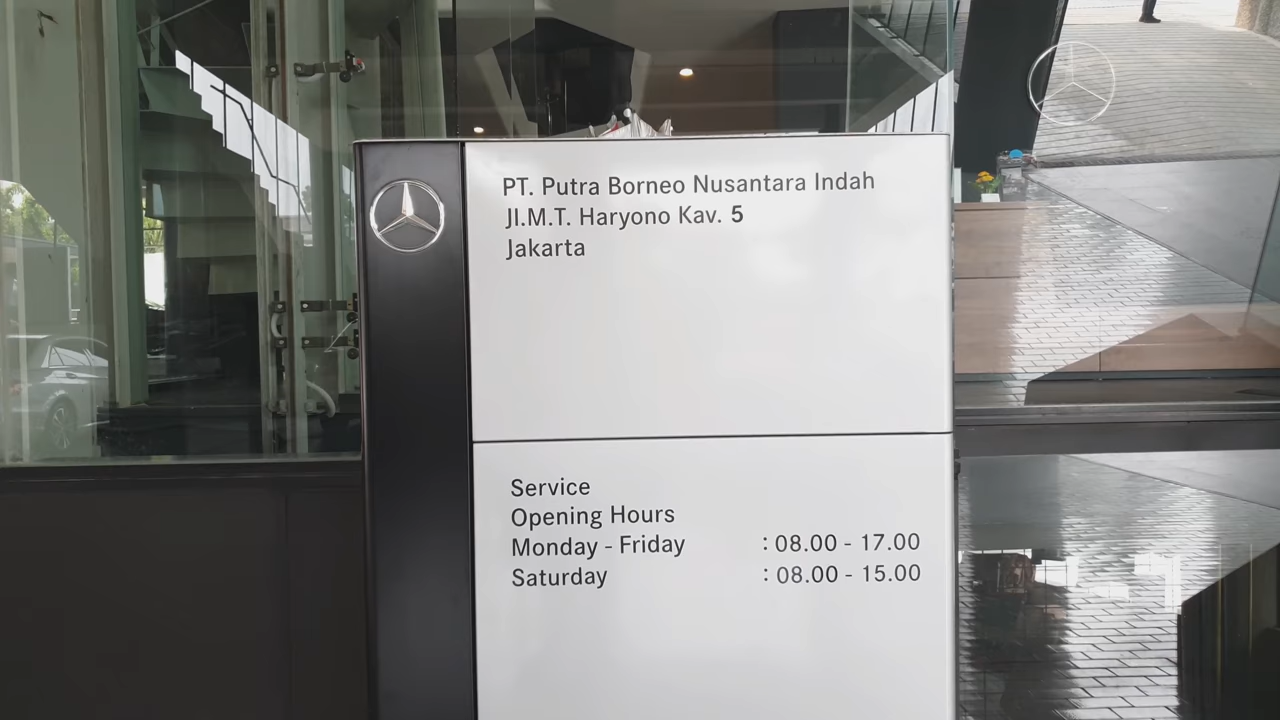 PT. Putra Borneo Nusantara Indah
Jl.M.T. Haryono Kav. 5
Jakarta
Service
Opening Hours
Monday - Friday : 08.00 - 17.00
Saturday : 08.00 - 15.00